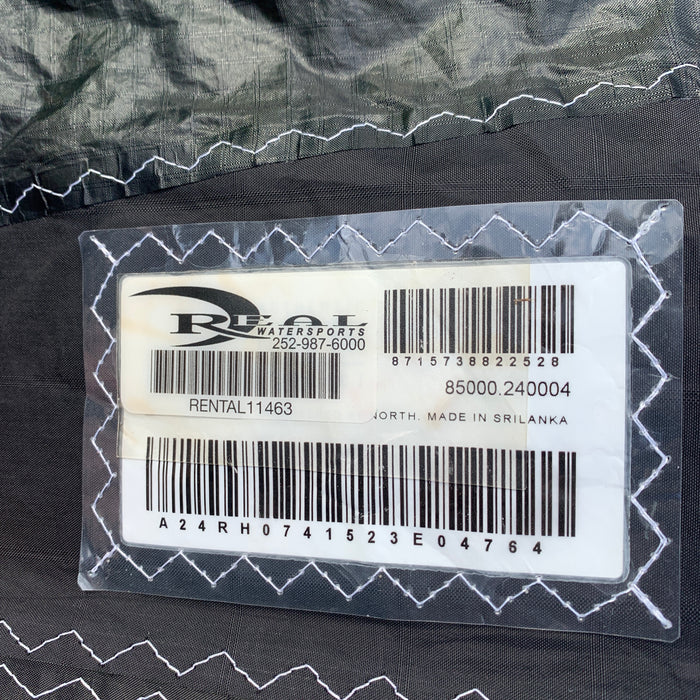 REAL
WATERSPORTS
252-987-6000
RENTAL11463
8715738822528
85000.240004
NORTH. MADE IN SRILANKA
A24RH0741523E04764